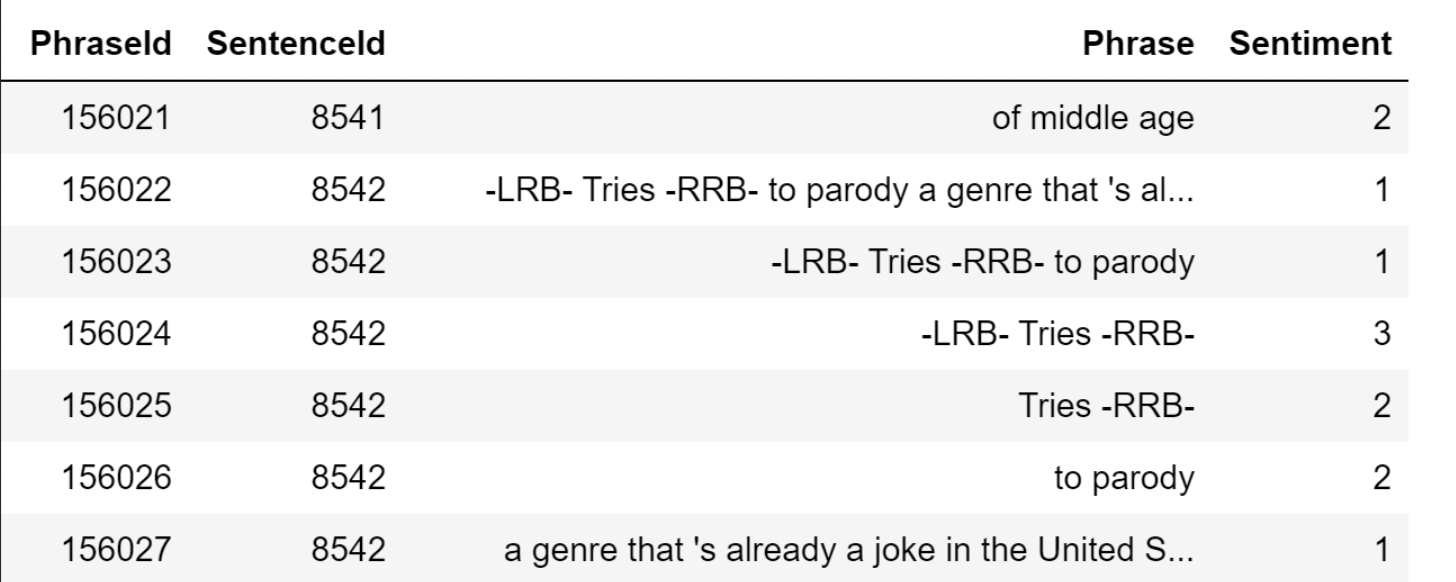 PhraseId SentenceId Phrase Sentiment
156021 8541 of middle age 2
156022 8542 -LRB- Tries -RRB- to parody a genre that 's al... 1
156023 8542 -LRB- Tries -RRB- to parody 1
156024 8542 -LRB- Tries -RRB- 3
156025 8542 Tries -RRB- 2
156026 8542 to parody 2
156027 8542 a genre that 's already a joke in the United S... 1